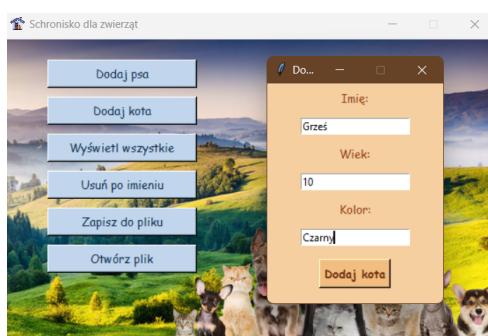 Schronisko dla zwierząt
Dodaj psa
Dodaj kota
Wyświetl wszystkie
Usuń po imieniu
Zapisz do pliku
Otwórz plik
Do...
Imię:
Grześ
Wiek:
10
Kolor:
Czarny
Dodaj kota